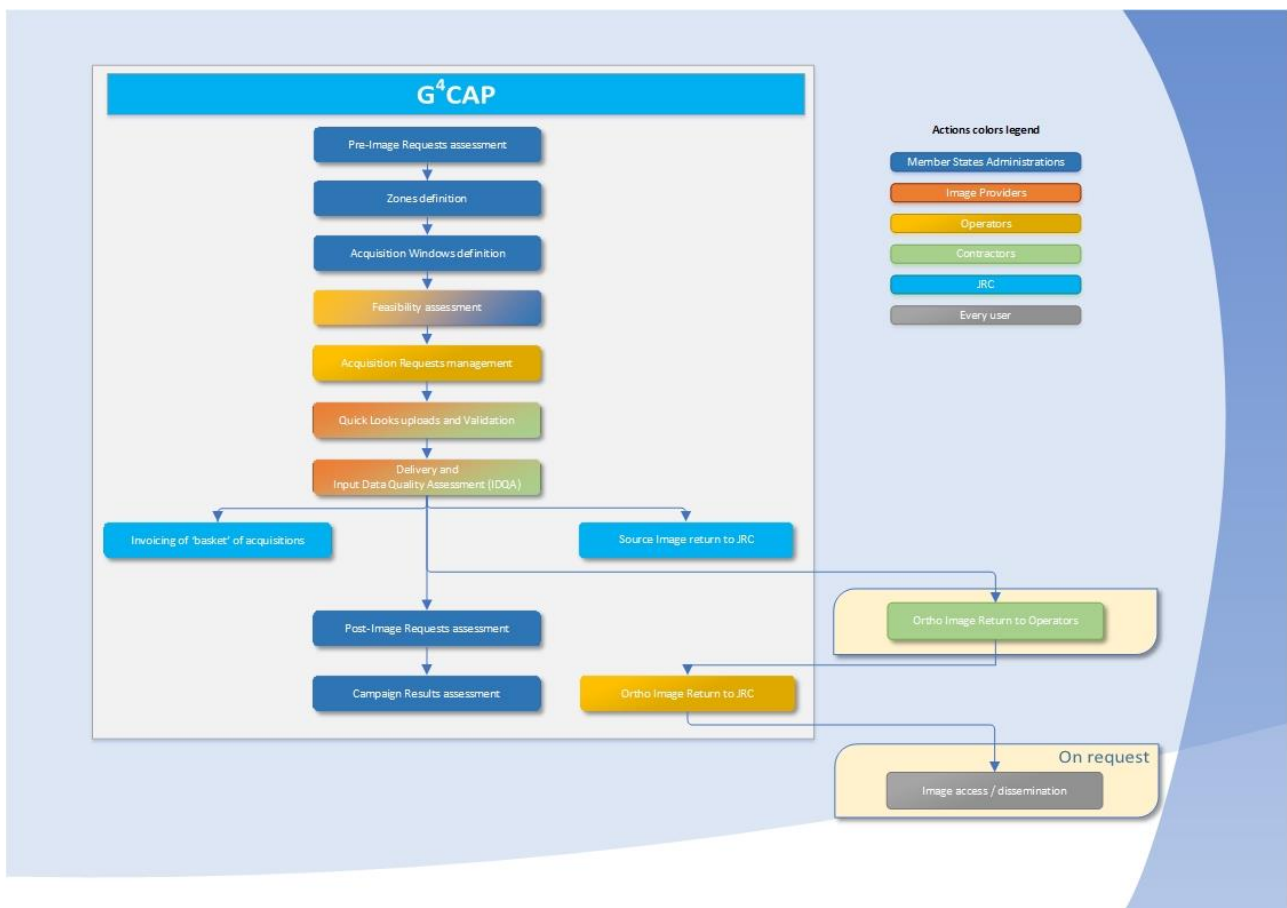 G⁴CAP
Pre-Image Requests assessment
Zones definition
Acquisition Windows definition
Feasibility assessment
Acquisition Requests management
Quick Looks uploads and Validation
Delivery and
Input Data Quality Assessment (IDQA)
Invoicing of 'basket' of acquisitions
Source Image return to JRC
Post-Image Requests assessment
Ortho Image Return to Operators
Campaign Results assessment
Ortho Image Return to JRC
On request
Image access / dissemination
Actions colors legend
Member States Administrations
Image Providers
Operators
Contractors
JRC
Every user